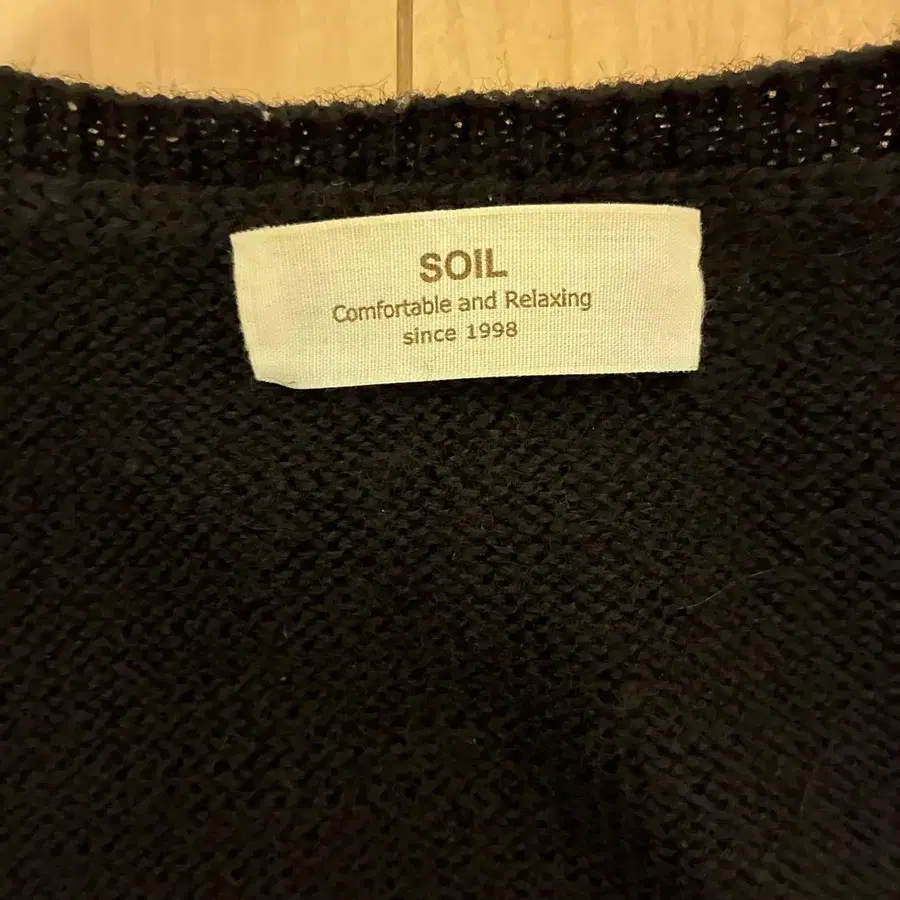 SOIL
Comfortable and Relaxing
since 1998